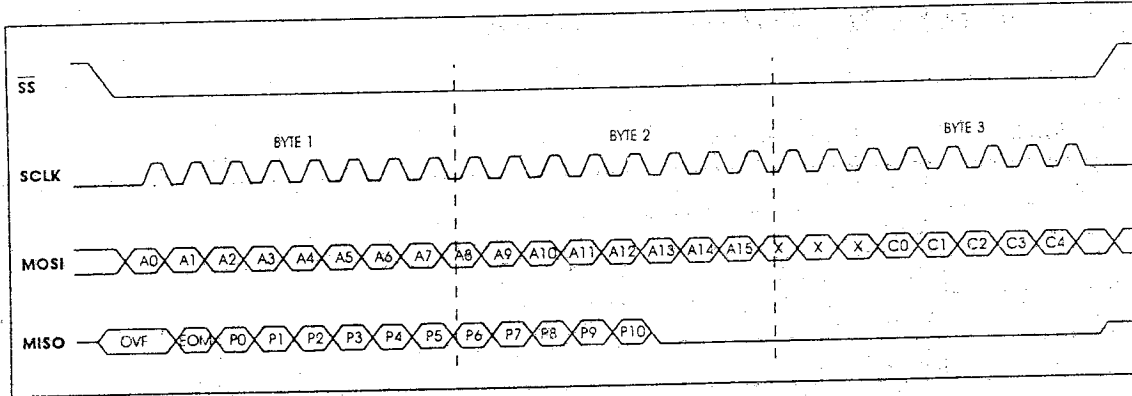 SS
BYTE 1 BYTE 2 BYTE 3
SCLK
MOSI A0 A1 A2 A3 A4 A5 A6 A7 A8 A9 A10 A11 A12 A13 A14 A15 X X X C0 C1 C2 C3 C4
MISO OVF EOM P0 P1 P2 P3 P4 P5 P6 P7 P8 P9 P10